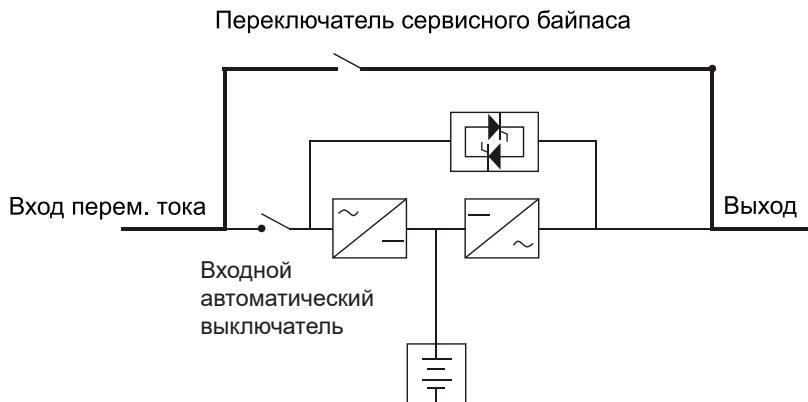 Переключатель сервисного байпаса
Вход перем. тока
Выход
Входной
автоматический
выключатель